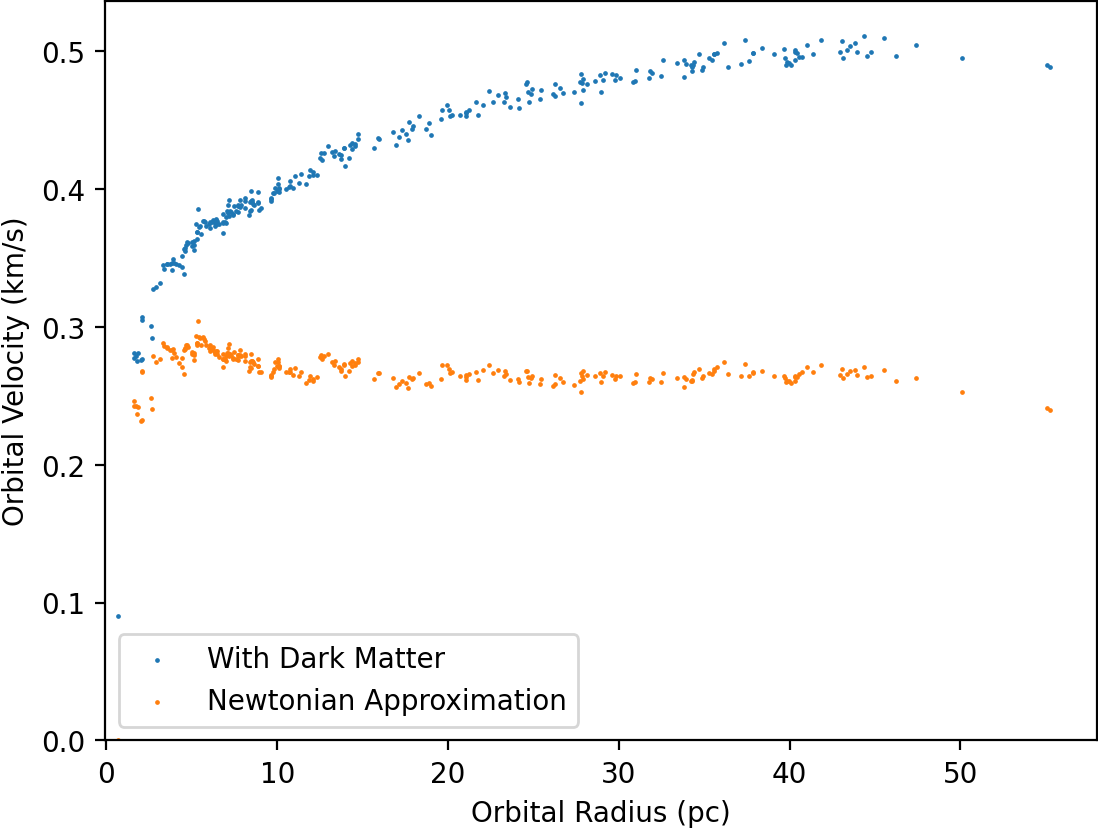 0.5
0.4
0.3
0.2
0.1
0.0
Orbital Velocity (km/s)
With Dark Matter
Newtonian Approximation
0 10 20 30 40 50
Orbital Radius (pc)